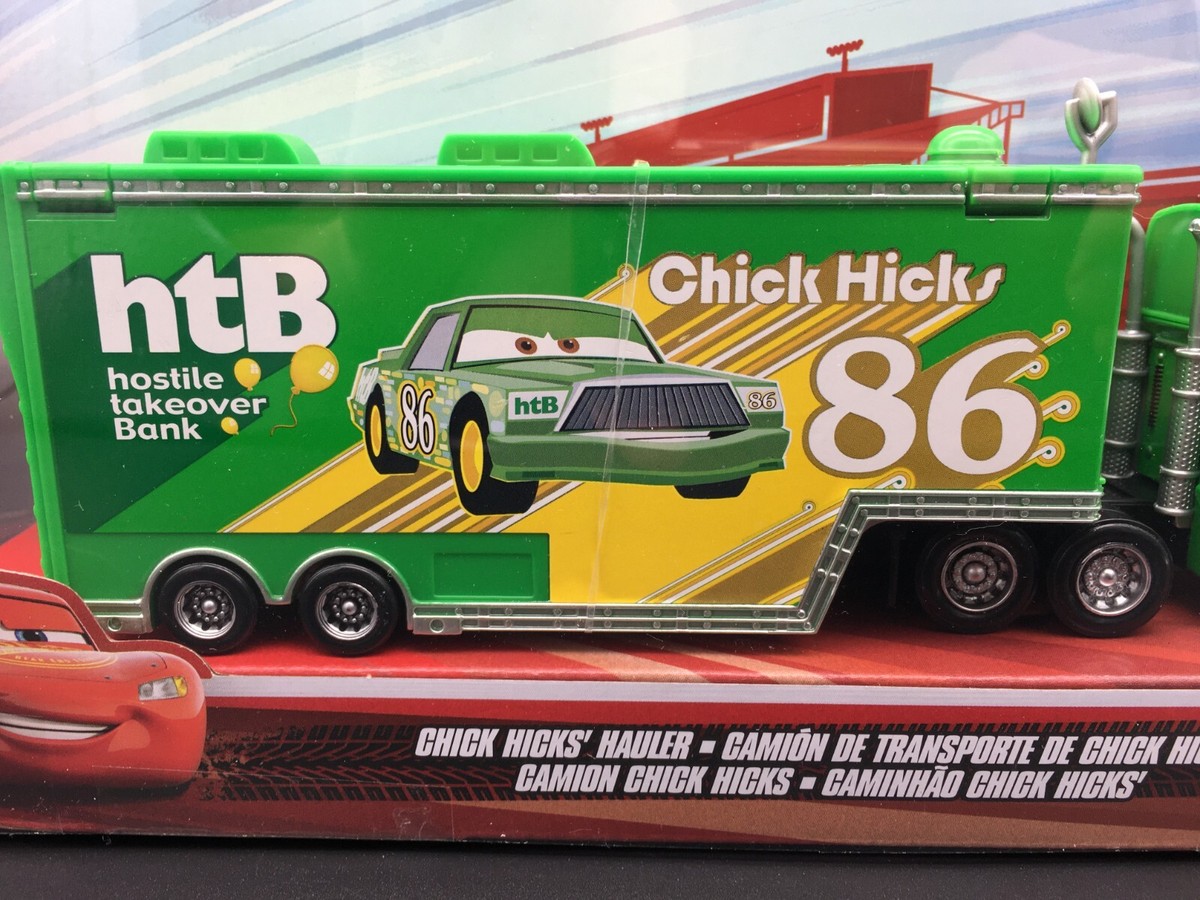 htB
hostile
takeover
Bank
Chick Hicks
86
86
htB
86
CHICK HICKS' HAULER ▪ CAMIÓN DE TRANSPORTE DE CHICK HI
CAMION CHICK HICKS ▪ CAMINHÃO CHICK HICKS'